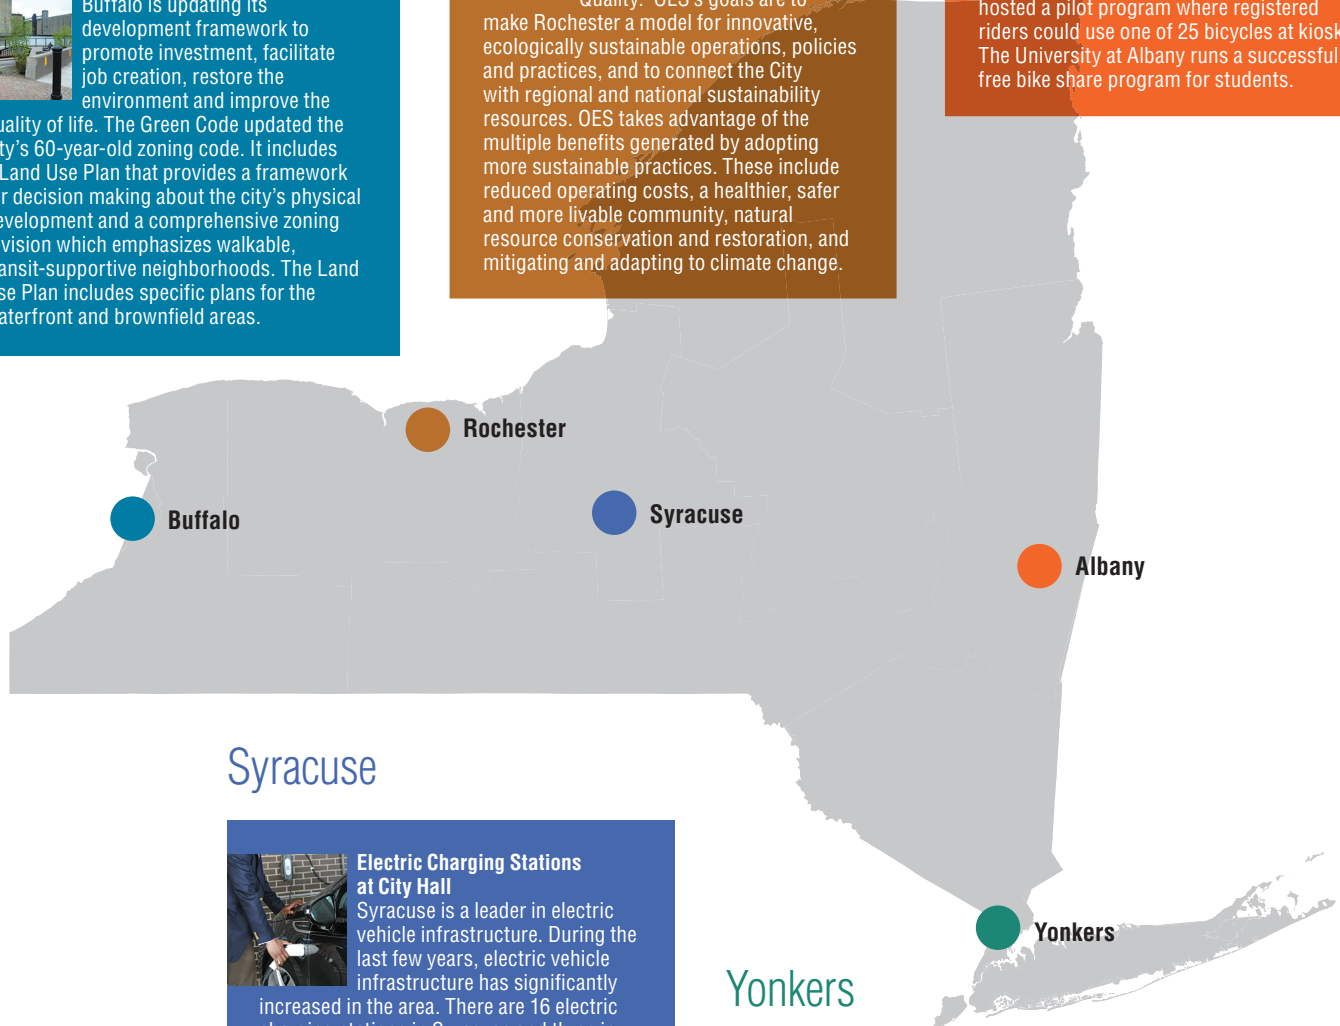 Buffalo is updating its
development framework to
promote investment, facilitate
job creation, restore the
environment and improve the
uality of life. The Green Code updated the
ty's 60-year-old zoning code. It includes
Land Use Plan that provides a framework
r decision making about the city's physical
evelopment and a comprehensive zoning
vision which emphasizes walkable,
ansit-supportive neighborhoods. The Land
se Plan includes specific plans for the
aterfront and brownfield areas.
Quality." OES's goals are to
make Rochester a model for innovative,
ecologically sustainable operations, policies
and practices, and to connect the City
with regional and national sustainability
resources. OES takes advantage of the
multiple benefits generated by adopting
more sustainable practices. These include
reduced operating costs, a healthier, safer
and more livable community, natural
resource conservation and restoration, and
mitigating and adapting to climate change.
hosted a pilot program where registered
riders could use one of 25 bicycles at kiosk
The University at Albany runs a successful
free bike share program for students.
Rochester
Buffalo
Syracuse
Albany
Syracuse
Electric Charging Stations
at City Hall
Syracuse is a leader in electric
vehicle infrastructure. During the
last few years, electric vehicle
infrastructure has significantly
increased in the area. There are 16 electric
Yonkers
Yonkers